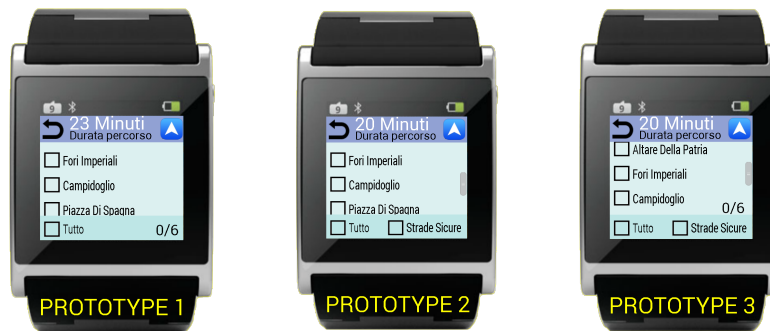 9
23 Minuti
Durata percorso
Fori Imperiali
Campidoglio
Piazza Di Spagna
Tutto 0/6
PROTOTYPE 1
9
20 Minuti
Durata percorso
Fori Imperiali
Campidoglio
Piazza Di Spagna
Tutto Strade Sicure
PROTOTYPE 2
9
20 Minuti
Durata percorso
Altare Della Patria
Fori Imperiali
Campidoglio
0/6
Tutto Strade Sicure
PROTOTYPE 3